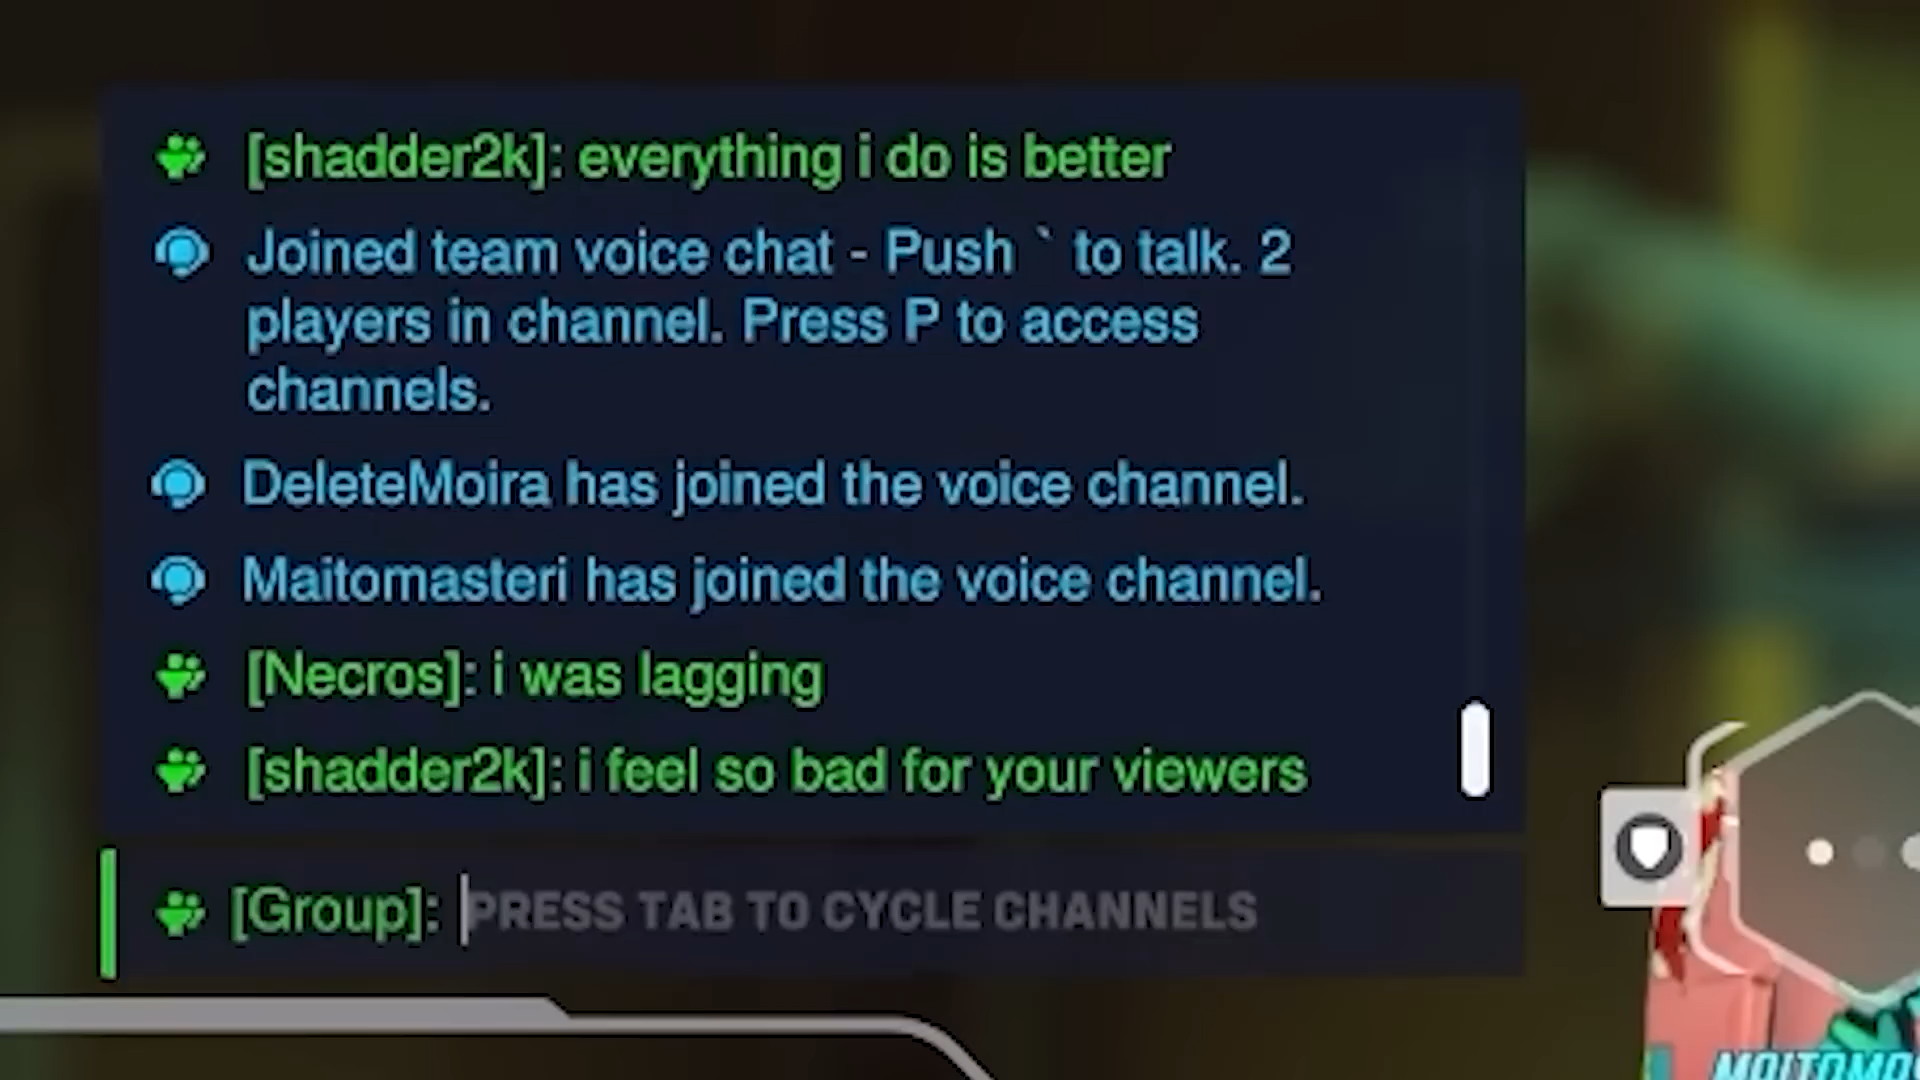 [shadder2k]: everything i do is better
Joined team voice chat - Push ` to talk. 2
players in channel. Press P to access
channels.
DeleteMoira has joined the voice channel.
Maitomasteri has joined the voice channel.
[Necros]: i was lagging
[shadder2k]: i feel so bad for your viewers
[Group]: PRESS TAB TO CYCLE CHANNELS